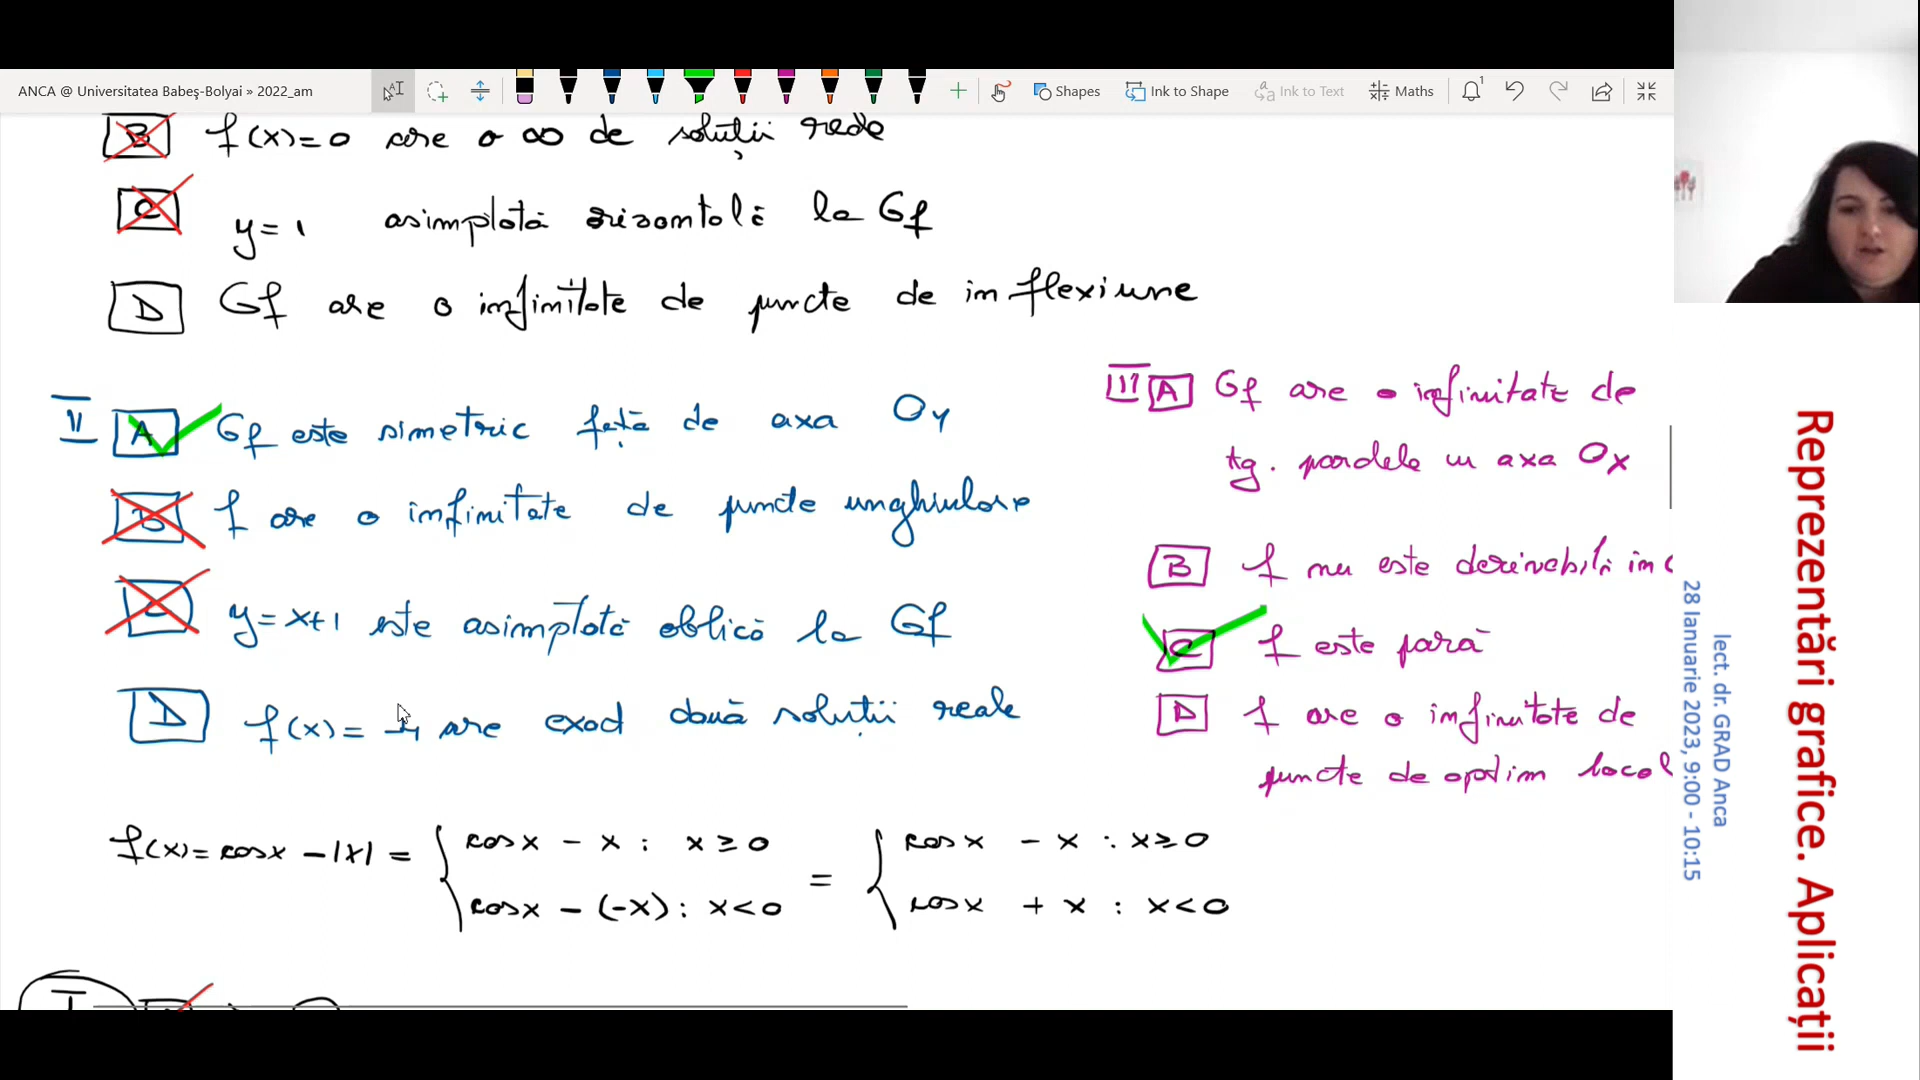 ANCA @ Universitatea Babeş-Bolyai » 2022_am
Shapes
Ink to Shape
Ink to Text
Maths
1
B f(x)=0 are o ∞ de soluții reale
C y=1 asimptotă orizontală la Gf
D Gf are o infinitate de puncte de inflexiune
II A Gf este simetric față de axa Oy
B f are o infinitate de puncte unghiulare
C y=x+1 este asimptotă oblică la Gf
D f(x)= are exact două soluții reale
III A Gf are o infinitate de
tg. paralele cu axa Ox
B f nu este derivabilă în
C f este pară
D f are o infinitate de
puncte de optim local
f(x)=cosx -|x| = { cosx - x : x≥0 = { cosx - x : x≥0
cosx - (-x) : x<0 cosx + x : x<0
I
Reprezentări grafice. Aplicații
lect. dr. GRAD Anca
28 Ianuarie 2023, 9:00 - 10:15